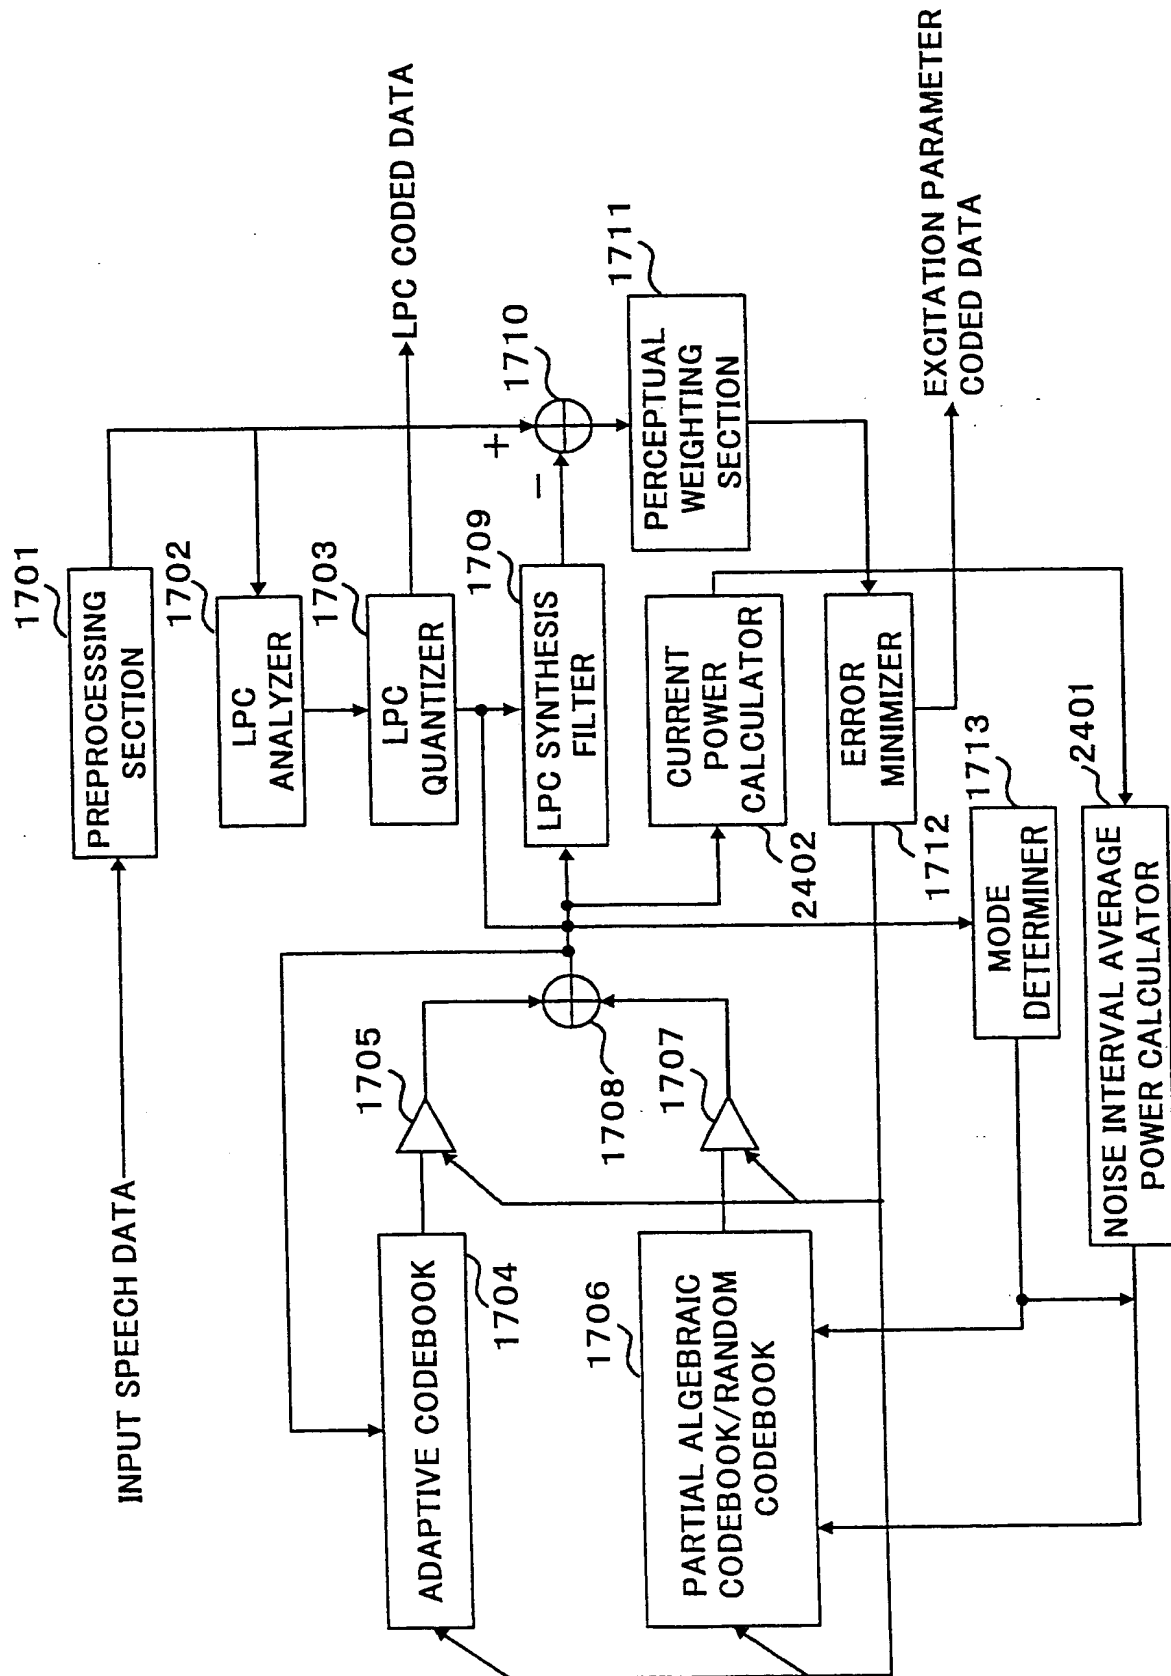 INPUT SPEECH DATA
1701
PREPROCESSING
SECTION
1702
LPC
ANALYZER
1703
LPC
QUANTIZER
LPC CODED DATA
1704
ADAPTIVE CODEBOOK
1705
1706
PARTIAL ALGEBRAIC
CODEBOOK/RANDOM
CODEBOOK
1707
1708
1709
LPC SYNTHESIS
FILTER
+
−
1710
1711
PERCEPTUAL
WEIGHTING
SECTION
CURRENT
POWER
CALCULATOR
2402
ERROR
MINIMIZER
1712
EXCITATION PARAMETER
CODED DATA
1713
MODE
DETERMINER
2401
NOISE INTERVAL AVERAGE
POWER CALCULATOR